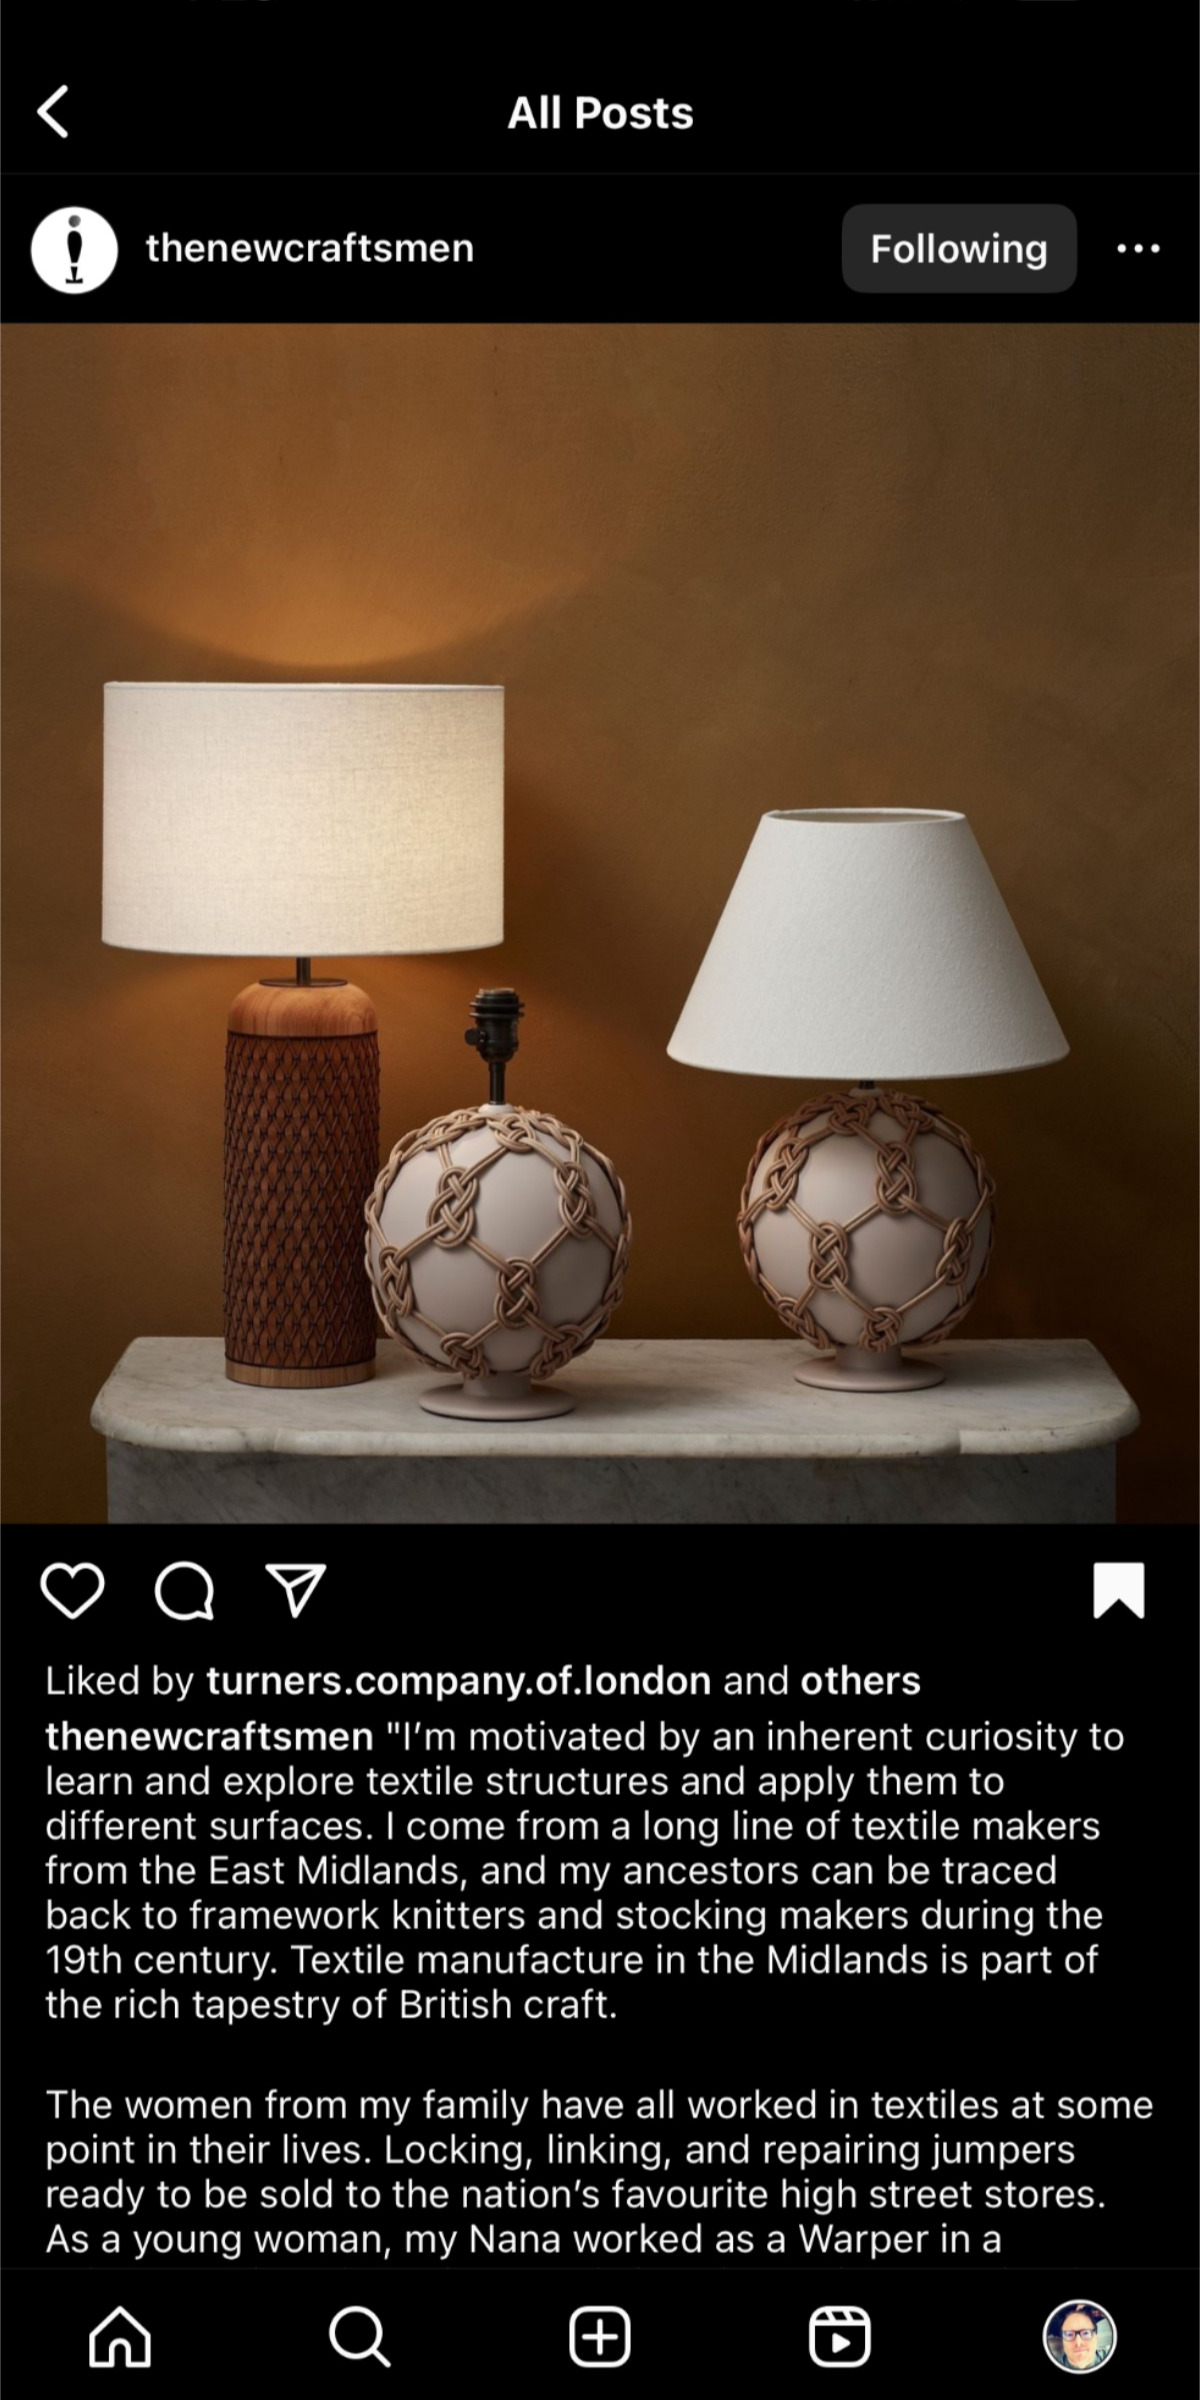 All Posts
thenewcraftsmen
Following
Liked by turners.company.of.london and others
thenewcraftsmen "I’m motivated by an inherent curiosity to
learn and explore textile structures and apply them to
different surfaces. I come from a long line of textile makers
from the East Midlands, and my ancestors can be traced
back to framework knitters and stocking makers during the
19th century. Textile manufacture in the Midlands is part of
the rich tapestry of British craft.
The women from my family have all worked in textiles at some
point in their lives. Locking, linking, and repairing jumpers
ready to be sold to the nation’s favourite high street stores.
As a young woman, my Nana worked as a Warper in a